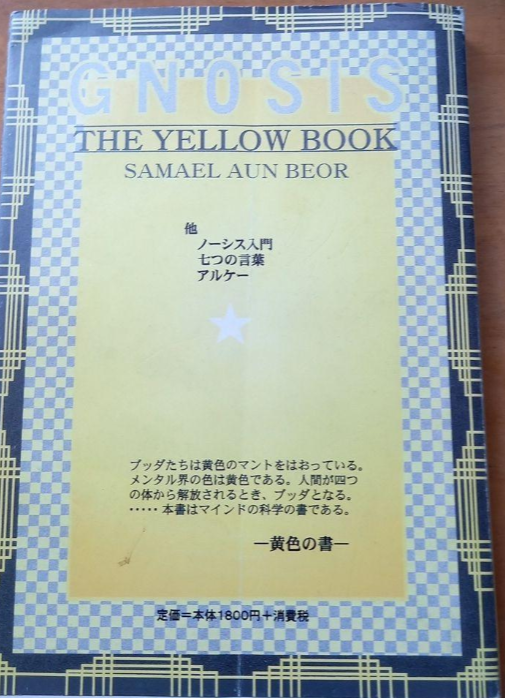 GNOSIS
THE YELLOW BOOK
SAMAEL AUN BEOR
他
ノーシス入門
七つの言葉
アルケー
ブッダたちは黄色のマントをはおっている。
メンタル界の色は黄色である。人間が四つ
の体から解放されるとき、ブッダとなる。
‥‥‥本書はマインドの科学の書である。
―黄色の書―
定価=本体1800円+消費税